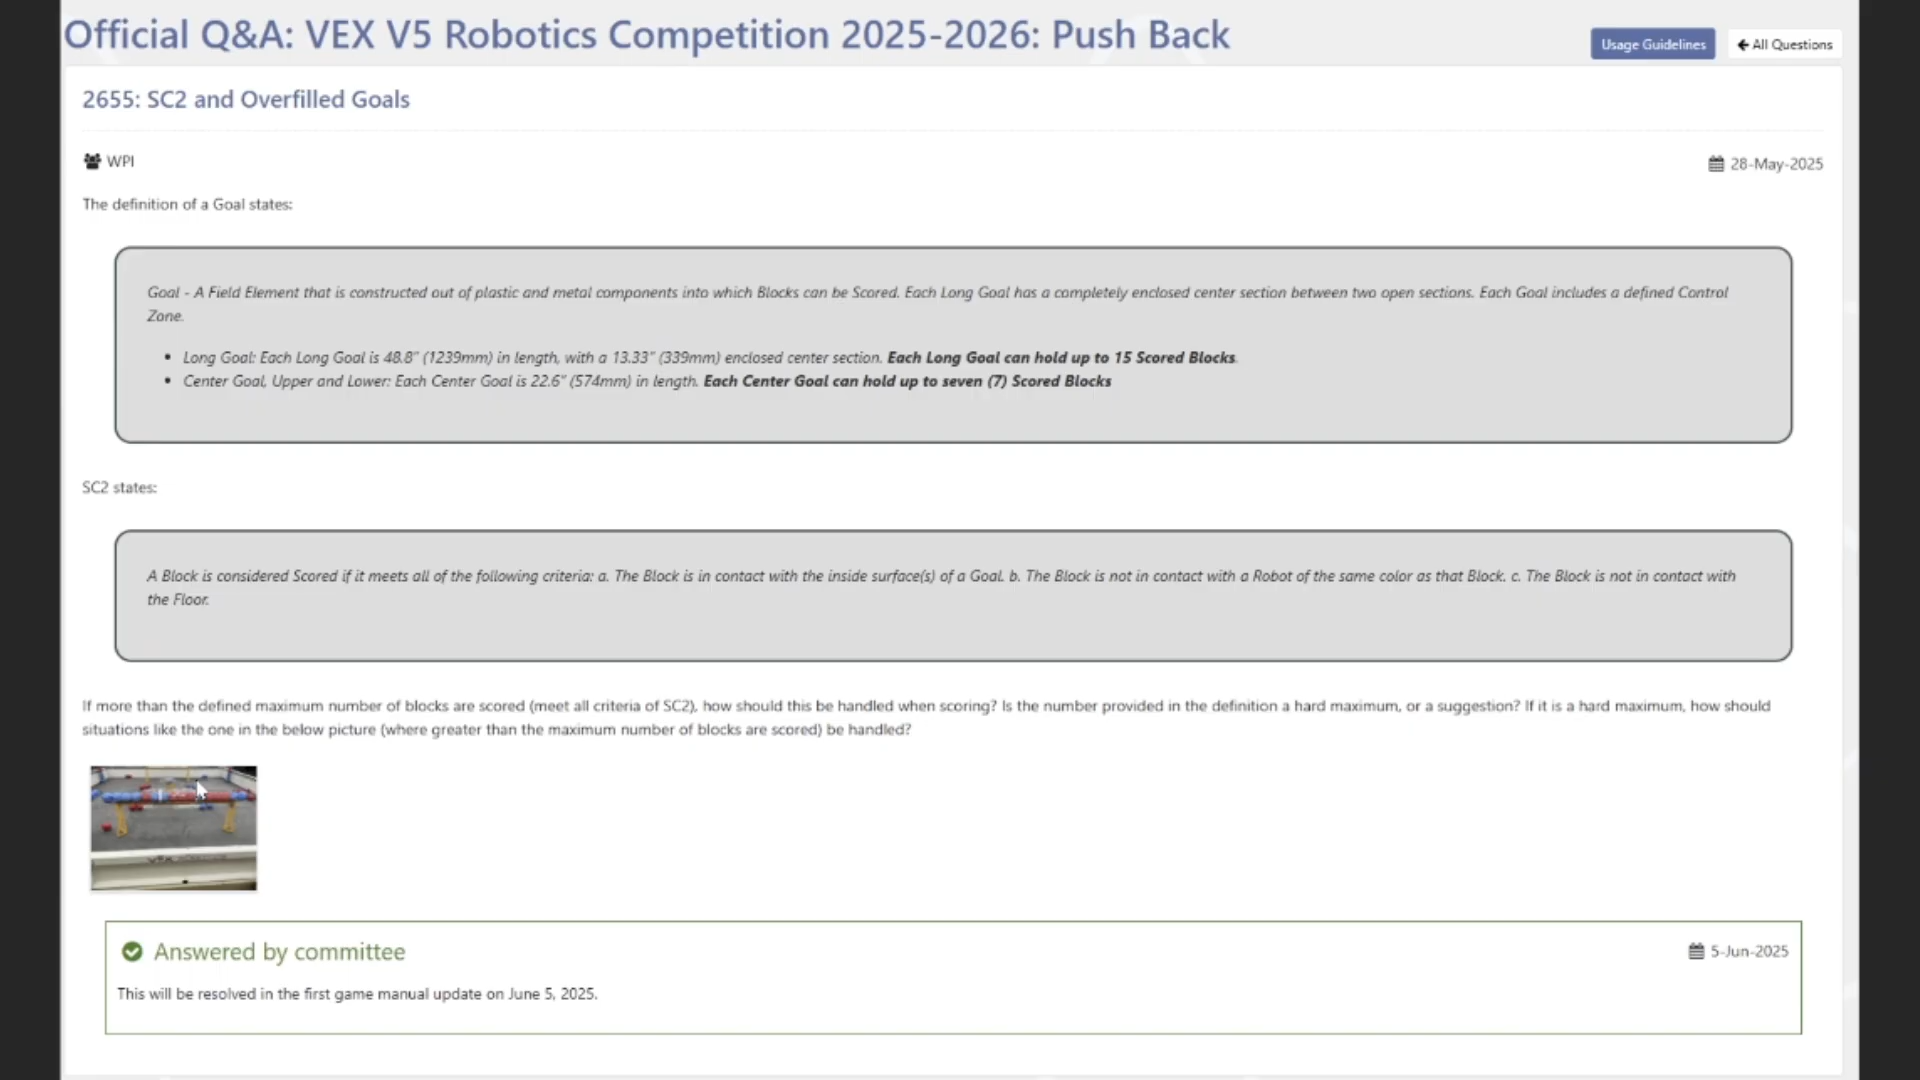 Official Q&A: VEX V5 Robotics Competition 2025-2026: Push Back
Usage Guidelines
All Questions
2655: SC2 and Overfilled Goals
WPI
28-May-2025
The definition of a Goal states:
Goal - A Field Element that is constructed out of plastic and metal components into which Blocks can be Scored. Each Long Goal has a completely enclosed center section between two open sections. Each Goal includes a defined Control
Zone.
• Long Goal: Each Long Goal is 48.8" (1239mm) in length, with a 13.33" (339mm) enclosed center section. Each Long Goal can hold up to 15 Scored Blocks.
• Center Goal, Upper and Lower: Each Center Goal is 22.6" (574mm) in length. Each Center Goal can hold up to seven (7) Scored Blocks
SC2 states:
A Block is considered Scored if it meets all of the following criteria: a. The Block is in contact with the inside surface(s) of a Goal. b. The Block is not in contact with a Robot of the same color as that Block. c. The Block is not in contact with
the Floor.
If more than the defined maximum number of blocks are scored (meet all criteria of SC2), how should this be handled when scoring? Is the number provided in the definition a hard maximum, or a suggestion? If it is a hard maximum, how should
situations like the one in the below picture (where greater than the maximum number of blocks are scored) be handled?
Answered by committee
5-Jun-2025
This will be resolved in the first game manual update on June 5, 2025.